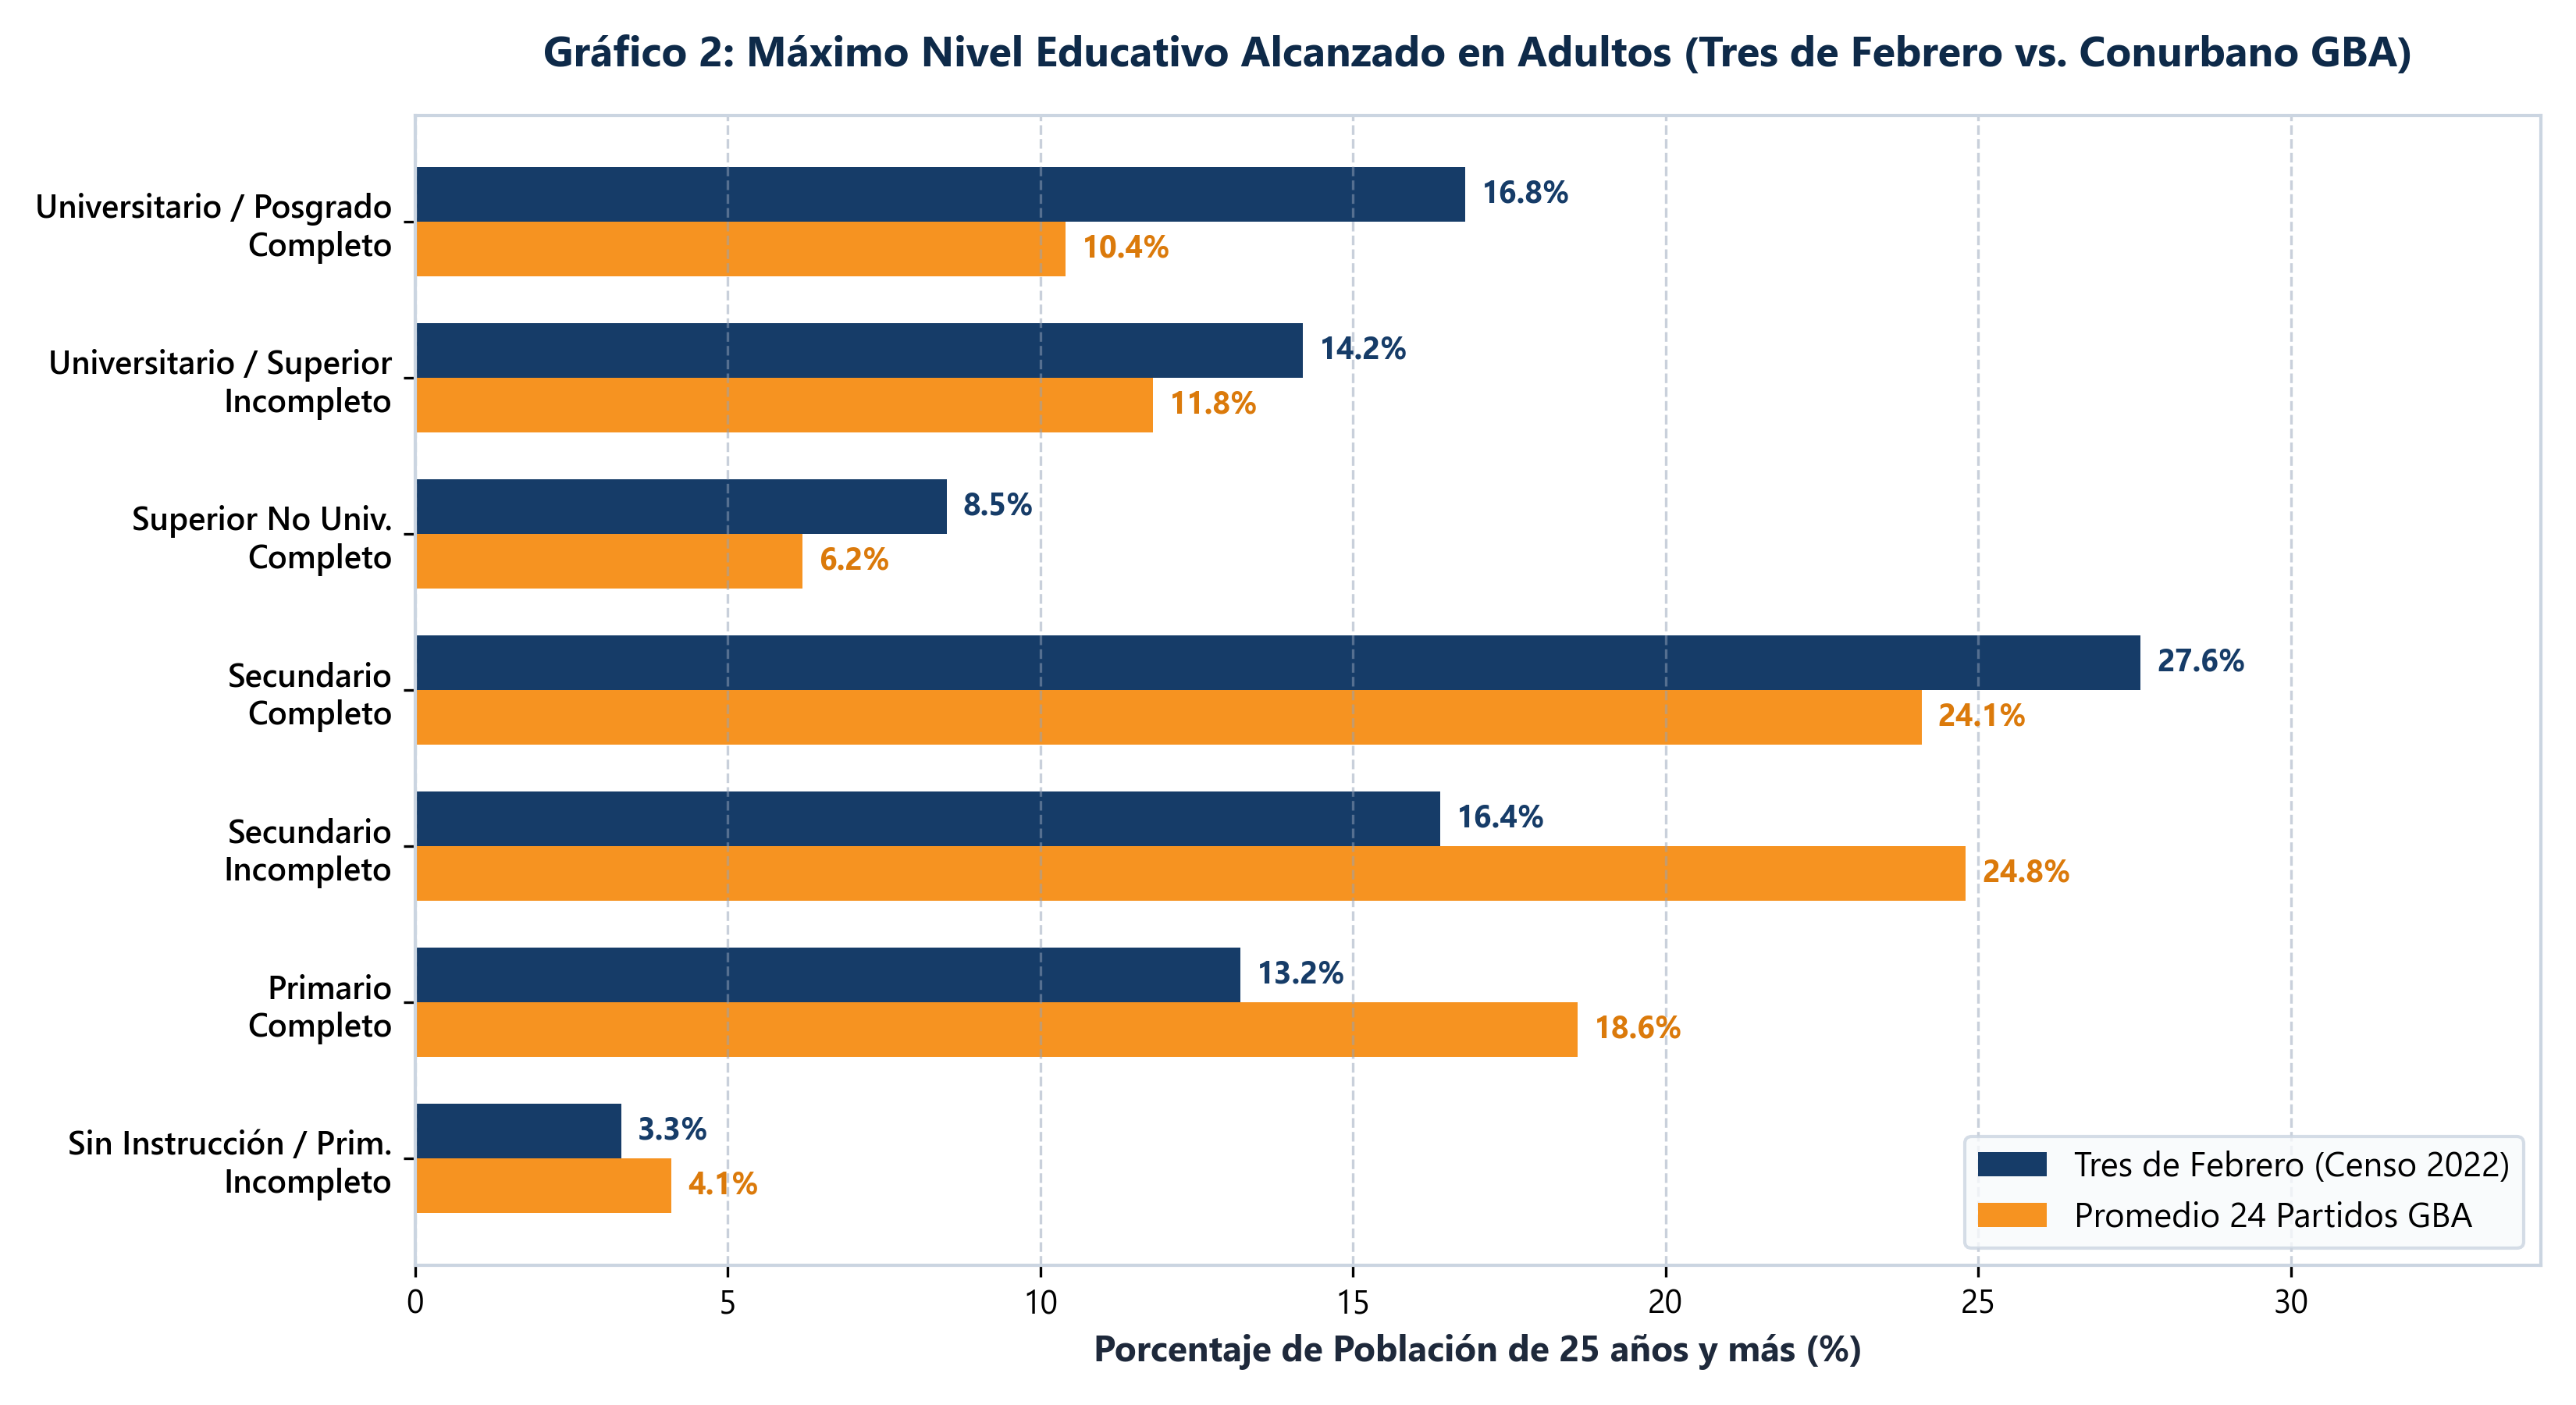 Gráfico 2: Máximo Nivel Educativo Alcanzado en Adultos (Tres de Febrero vs. Conurbano GBA)
Universitario / Posgrado
Completo
16.8%
10.4%
Universitario / Superior
Incompleto
14.2%
11.8%
Superior No Univ.
Completo
8.5%
6.2%
Secundario
Completo
27.6%
24.1%
Secundario
Incompleto
16.4%
24.8%
Primario
Completo
13.2%
18.6%
Sin Instrucción / Prim.
Incompleto
3.3%
4.1%
Tres de Febrero (Censo 2022)
Promedio 24 Partidos GBA
0 5 10 15 20 25 30
Porcentaje de Población de 25 años y más (%)